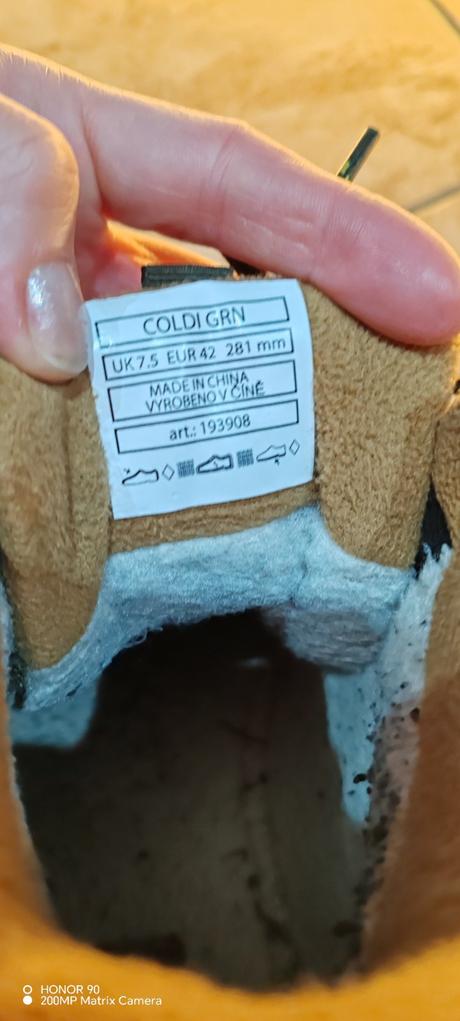 COLDI GRN
UK 7.5 EUR 42 281 mm
MADE IN CHINA
VYROBENO V ČÍNĚ
art.: 193908
HONOR 90
200MP Matrix Camera